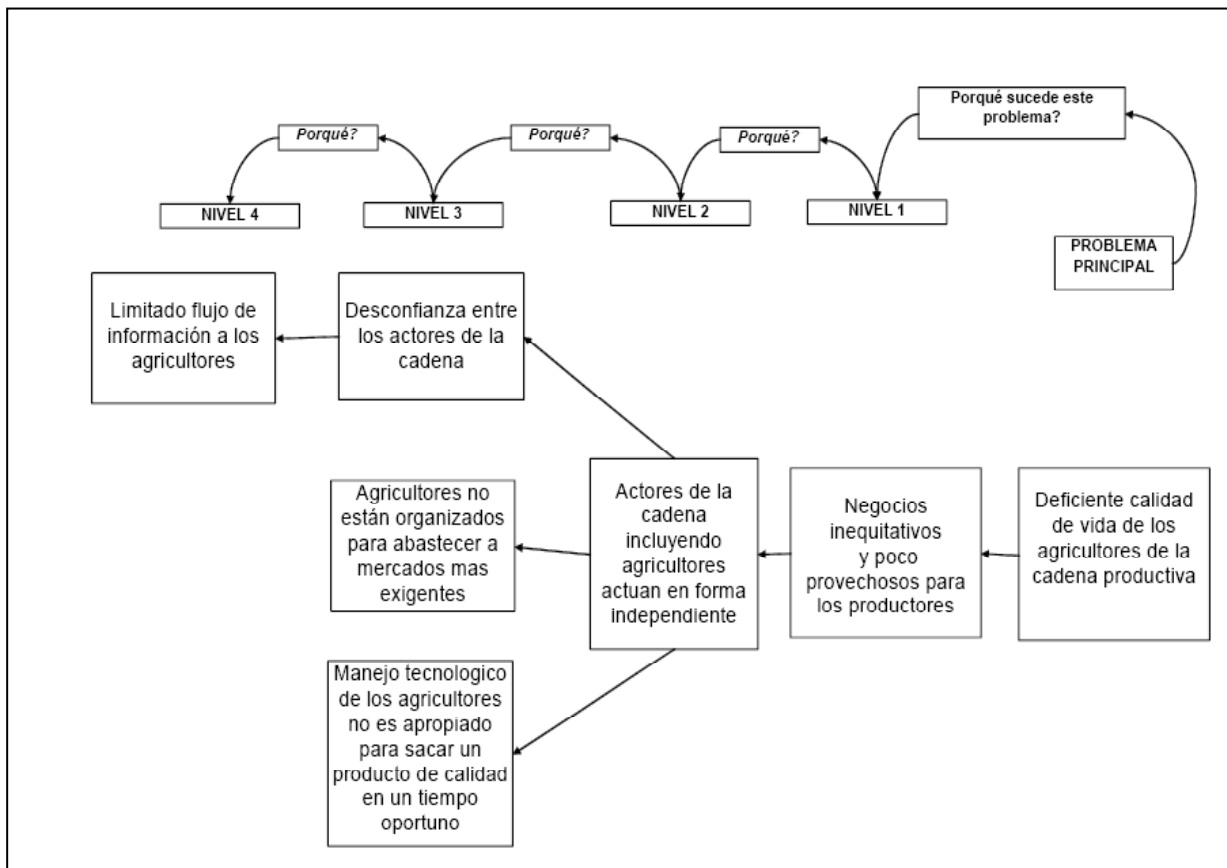 Porqué sucede este
problema?
Porqué?
Porqué?
Porqué?
NIVEL 4
NIVEL 3
NIVEL 2
NIVEL 1
PROBLEMA
PRINCIPAL
Limitado flujo de
información a los
agricultores
Desconfianza entre
los actores de la
cadena
Agricultores no
están organizados
para abastecer a
mercados mas
exigentes
Manejo tecnologico
de los agricultores
no es apropiado
para sacar un
producto de calidad
en un tiempo
oportuno
Actores de la
cadena
incluyendo
agricultores
actuan en forma
independiente
Negocios
inequitativos
y poco
provechosos para
los productores
Deficiente calidad
de vida de los
agricultores de la
cadena productiva